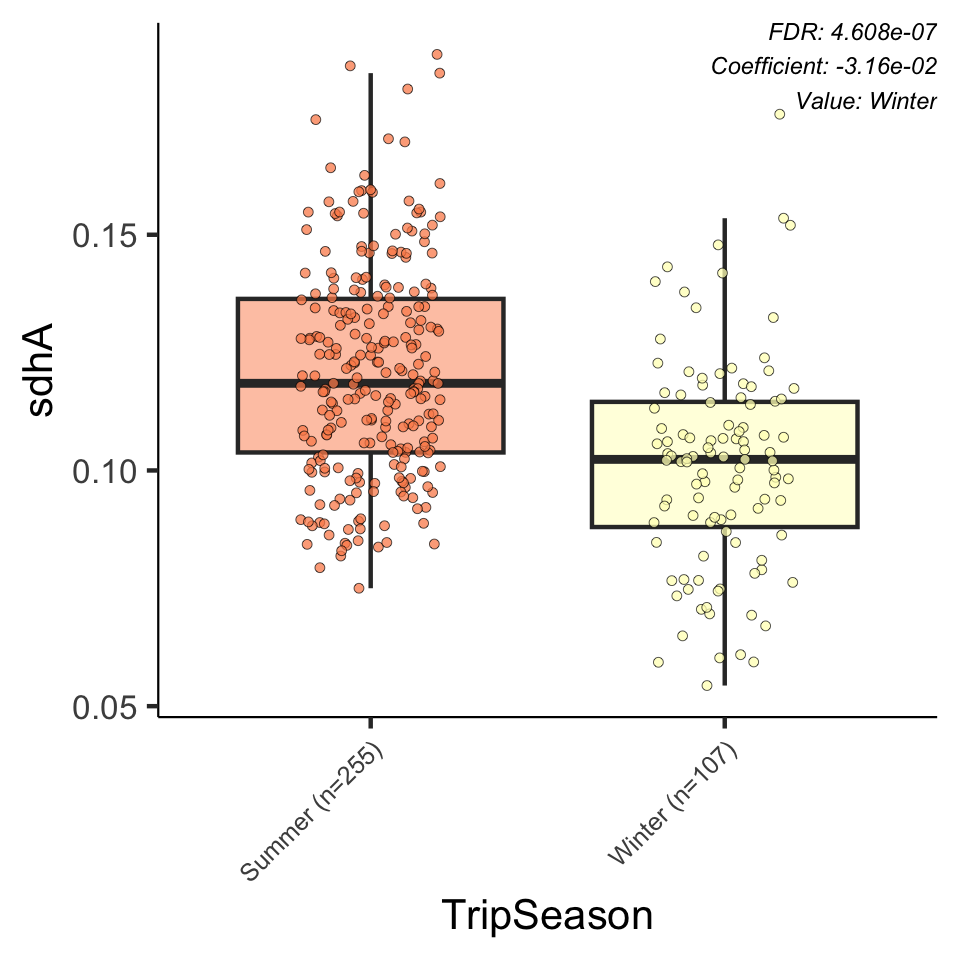 FDR: 4.608e-07
Coefficient: -3.16e-02
Value: Winter
sdhA
0.15
0.10
0.05
Summer (n=255)
Winter (n=107)
TripSeason